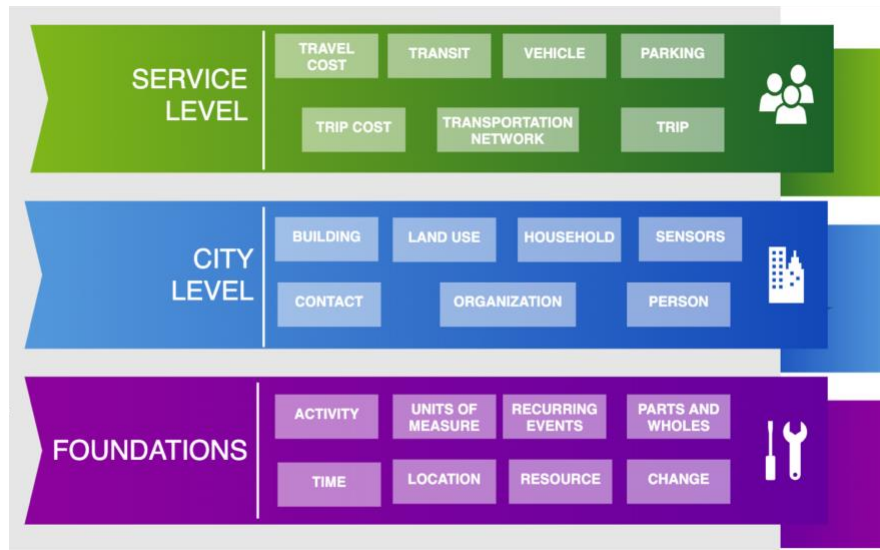 SERVICE
LEVEL
TRAVEL
COST
TRANSIT
VEHICLE
PARKING
TRIP COST
TRANSPORTATION
NETWORK
TRIP
CITY
LEVEL
BUILDING
LAND USE
HOUSEHOLD
SENSORS
CONTACT
ORGANIZATION
PERSON
FOUNDATIONS
ACTIVITY
UNITS OF
MEASURE
RECURRING
EVENTS
PARTS AND
WHOLES
TIME
LOCATION
RESOURCE
CHANGE